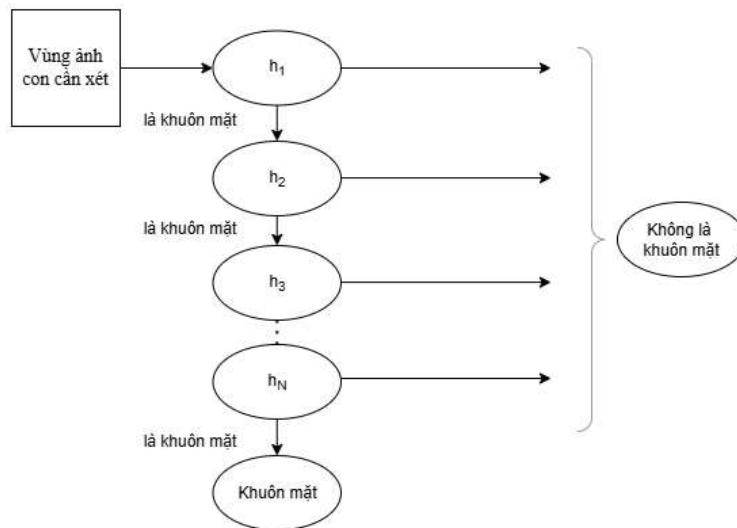 Vùng ảnh
con cần xét
h₁
là khuôn mặt
h₂
là khuôn mặt
h₃
h_N
là khuôn mặt
Khuôn mặt
Không là
khuôn mặt